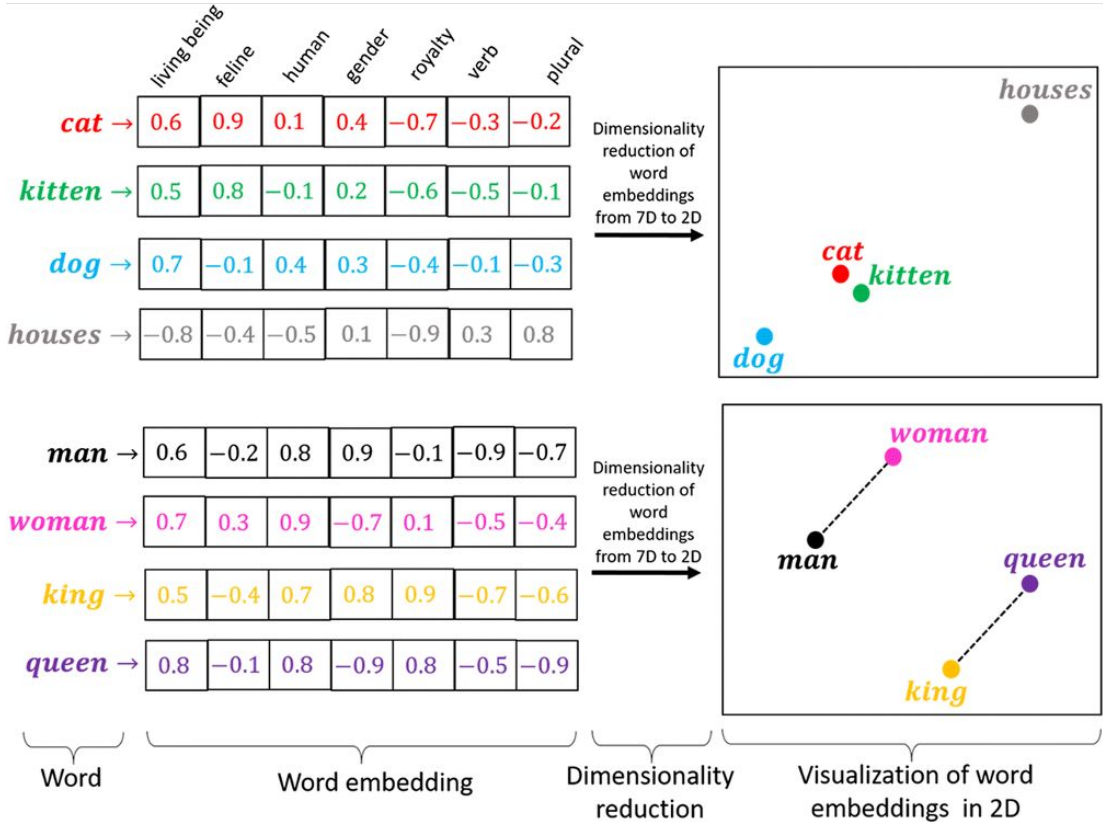 living being feline human gender royalty verb plural
cat → 0.6 0.9 0.1 0.4 −0.7 −0.3 −0.2
kitten → 0.5 0.8 −0.1 0.2 −0.6 −0.5 −0.1
dog → 0.7 −0.1 0.4 0.3 −0.4 −0.1 −0.3
houses → −0.8 −0.4 −0.5 0.1 −0.9 0.3 0.8
Dimensionality
reduction of
word
embeddings
from 7D to 2D
houses
cat
kitten
dog
man → 0.6 −0.2 0.8 0.9 −0.1 −0.9 −0.7
woman → 0.7 0.3 0.9 −0.7 0.1 −0.5 −0.4
king → 0.5 −0.4 0.7 0.8 0.9 −0.7 −0.6
queen → 0.8 −0.1 0.8 −0.9 0.8 −0.5 −0.9
Dimensionality
reduction of
word
embeddings
from 7D to 2D
woman
man
queen
king
Word
Word embedding
Dimensionality
reduction
Visualization of word
embeddings in 2D